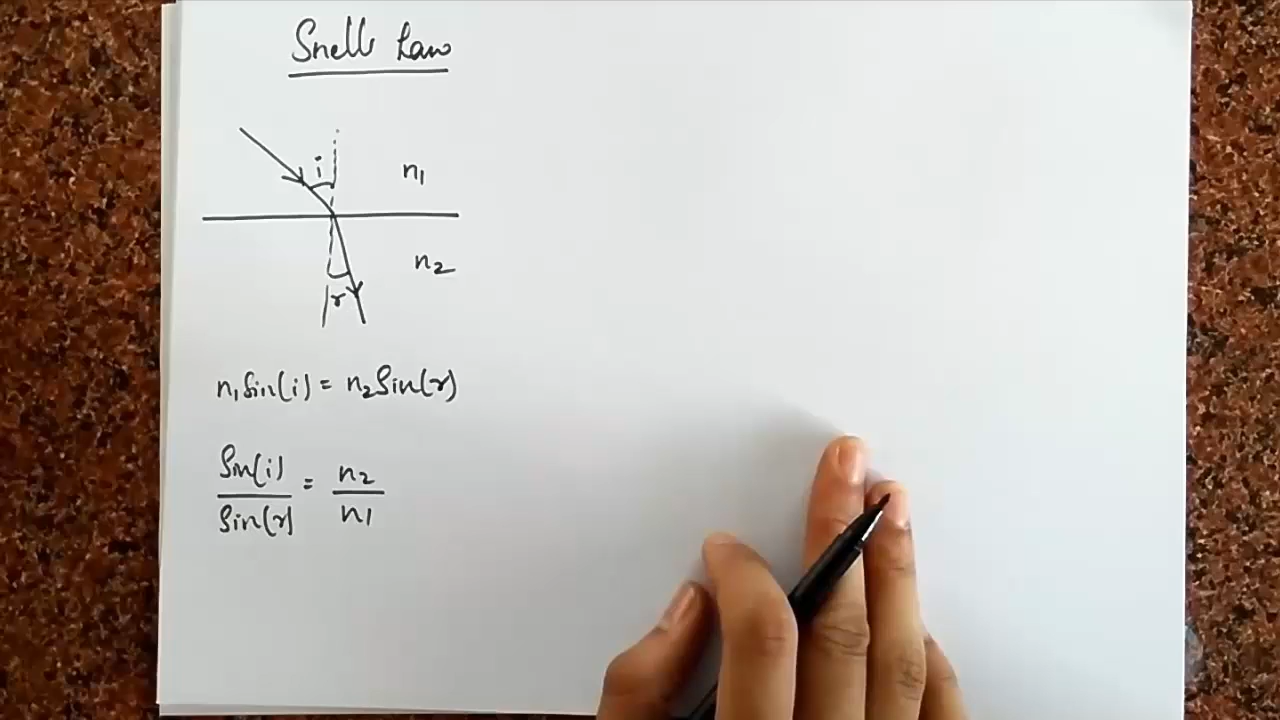 Snell Law
i
n₁
n₂
r
n₁ Sin(i) = n₂ Sin(r)
Sin(i)/Sin(r) = n₂/n₁